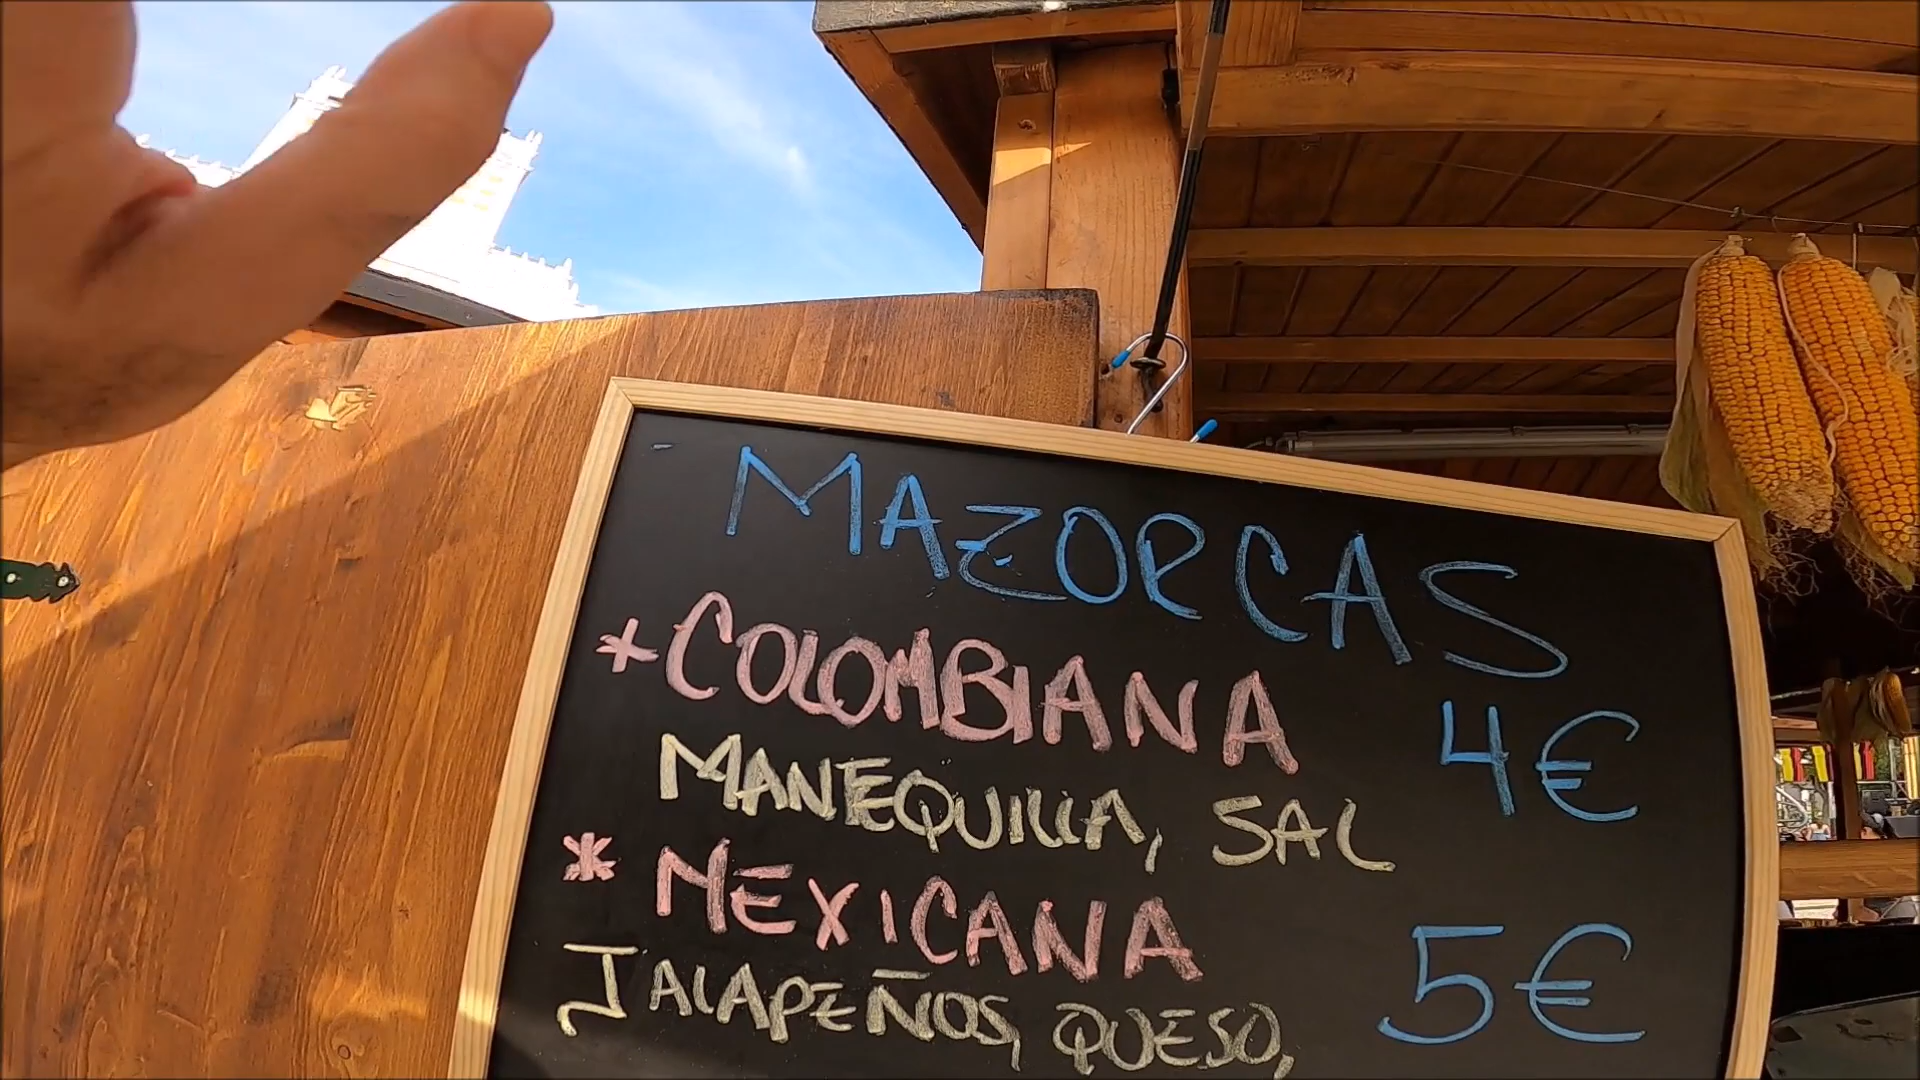 MAZORCAS
*COLOMBIANA 4€
MANEQUILLA, SAL
*MEXICANA 5€
JALAPEÑOS, QUESO,